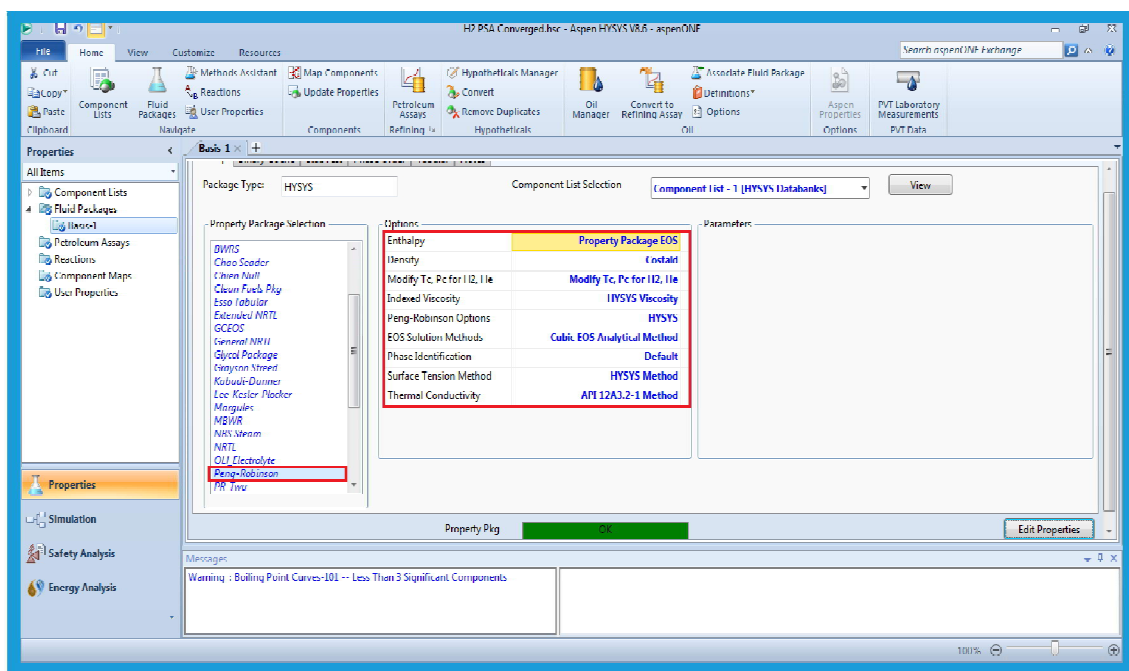 H2 PSA Converged.hsc - Aspen HYSYS V8.6 - aspenONE
File Home View Customize Resources Search aspenONE Exchange
Cut Copy Paste Clipboard
Component Lists Fluid Packages Methods Assistant Reactions User Properties Navigate
Map Components Update Properties Components
Petroleum Assays Refining
Hypotheticals Manager Convert Remove Duplicates Hypotheticals
Oil Manager Convert to Refining Assay Associate Fluid Package Definitions Options Oil
Aspen Properties Options
PVT Laboratory Measurements PVT Data
Properties
All Items
Component Lists
Fluid Packages
Basis-1
Petroleum Assays
Reactions
Component Maps
User Properties
Properties
Simulation
Safety Analysis
Energy Analysis
Basis 1 +
Package Type: HYSYS Component List Selection Component List - 1 [HYSYS Databanks] View
Property Package Selection
BWRS
Chao Seader
Chien Null
Clean Fuels Pkg
Esso Tabular
Extended NRTL
GCEOS
General NRTL
Glycol Package
Grayson Streed
Kabadi-Danner
Lee-Kesler-Plocker
Margules
MBWR
NBS Steam
NRTL
OLI_Electrolyte
Peng-Robinson
PR-Twu
Options
Enthalpy Property Package EOS
Density Costald
Modify Tc, Pc for H2, He Modify Tc, Pc for H2, He
Indexed Viscosity HYSYS Viscosity
Peng-Robinson Options HYSYS
EOS Solution Methods Cubic EOS Analytical Method
Phase Identification Default
Surface Tension Method HYSYS Method
Thermal Conductivity API 12A3.2-1 Method
Parameters
Property Pkg OK Edit Properties
Messages
Warning : Boiling Point Curves-101 -- Less Than 3 Significant Components
100%